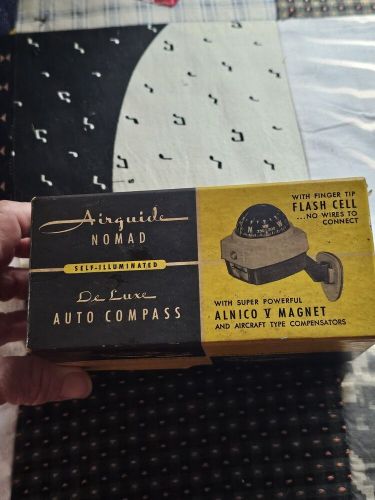 Airguide
NOMAD
SELF-ILLUMINATED
De Luxe
AUTO COMPASS
WITH FINGER TIP
FLASH CELL
...NO WIRES TO
CONNECT
WITH SUPER POWERFUL
ALNICO V MAGNET
AND AIRCRAFT TYPE COMPENSATORS